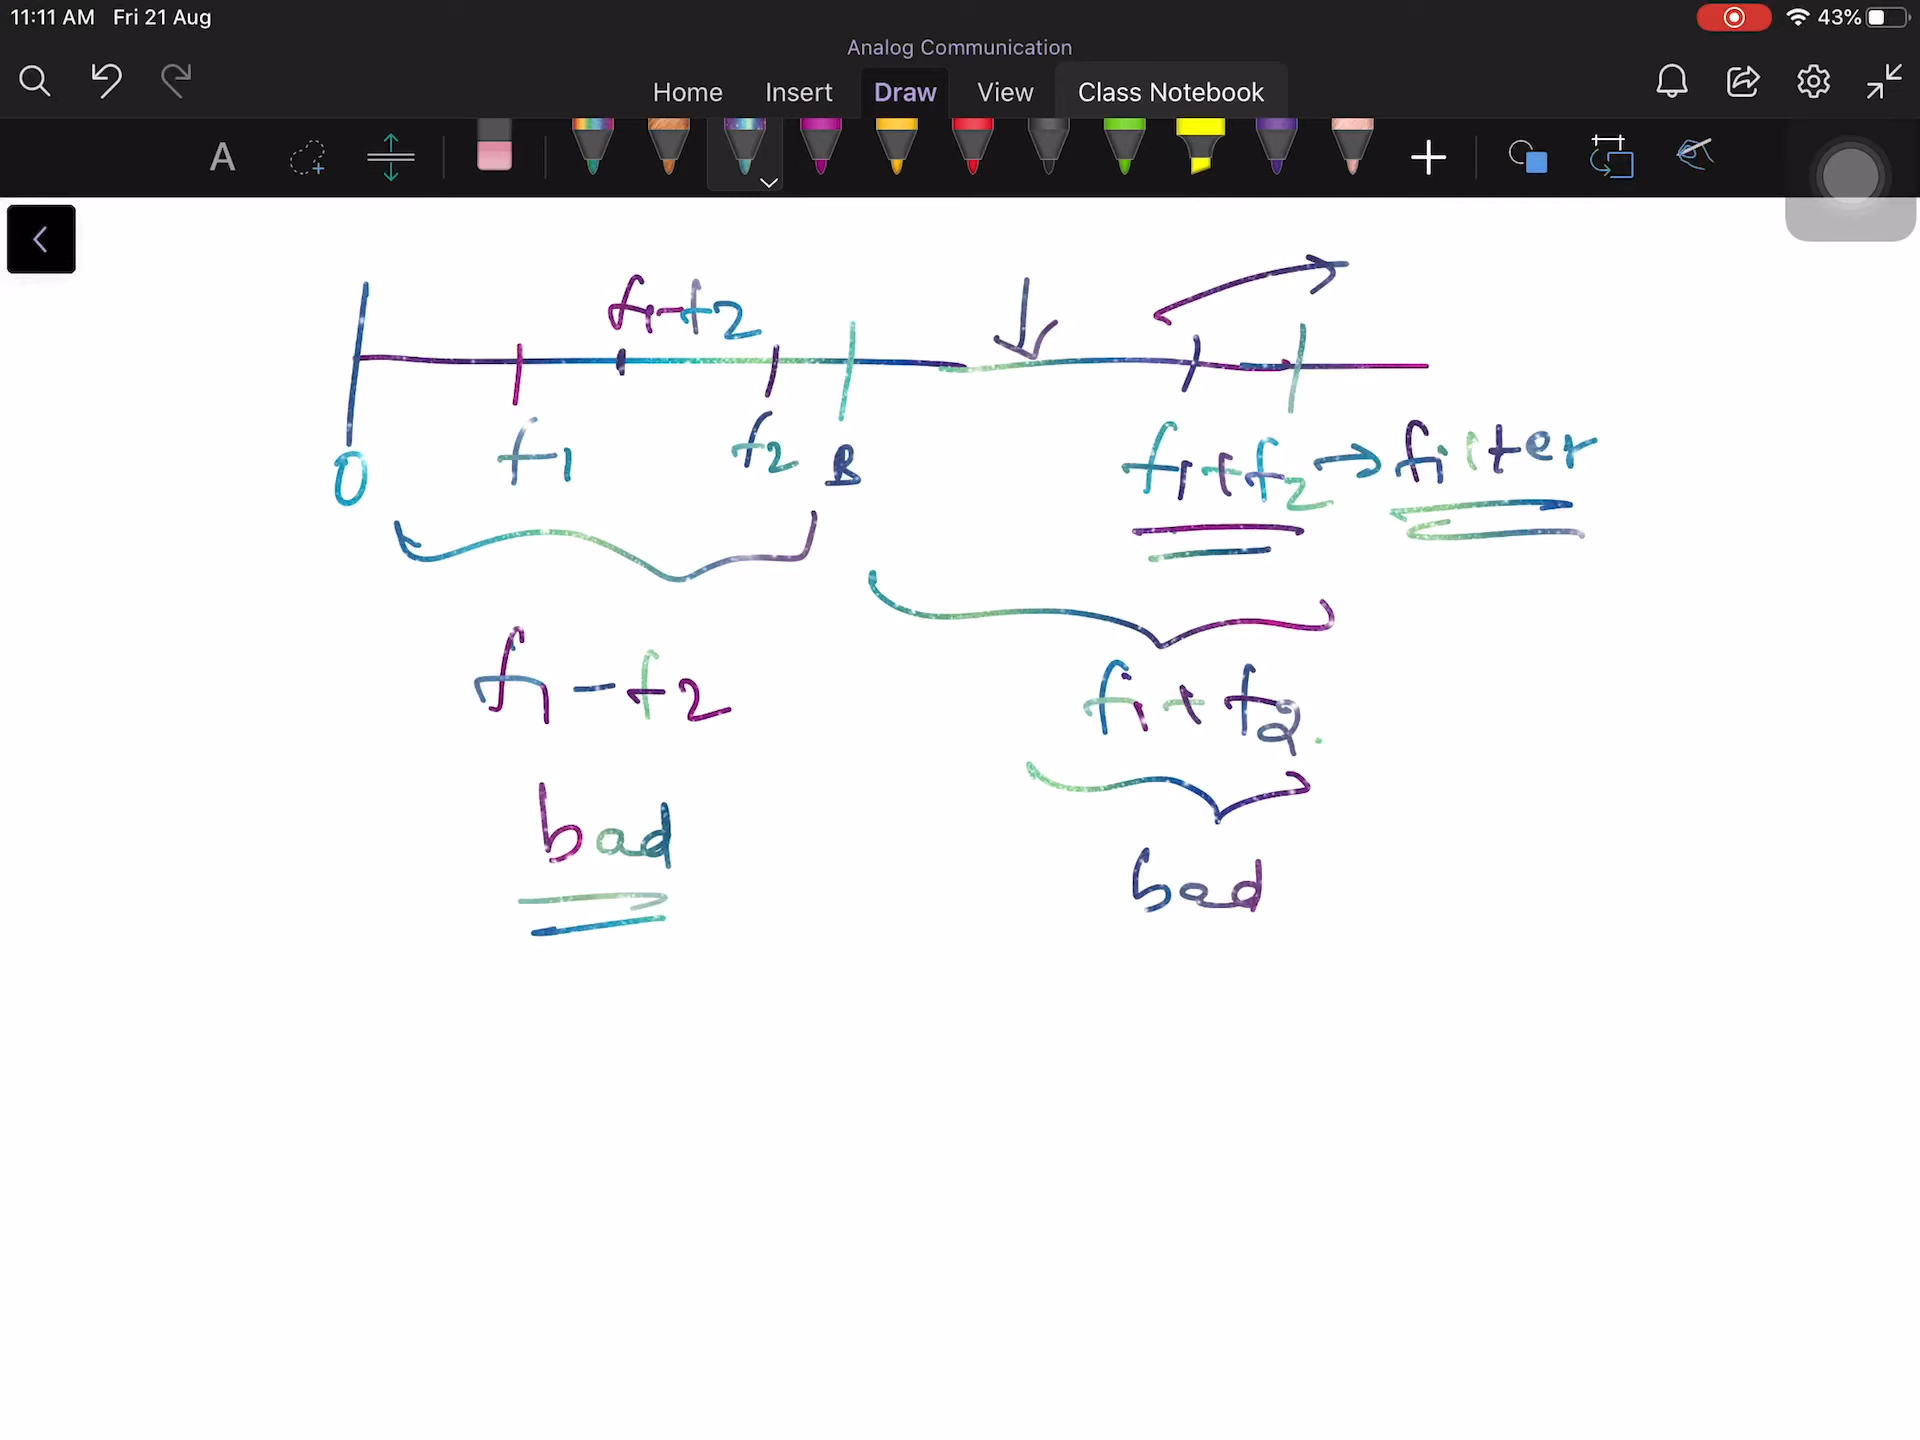 11:11 AM Fri 21 Aug
43%
Analog Communication
Home Insert Draw View Class Notebook
A
f1-f2
0 f1 f2 B f1+f2 → filter
f1 - f2 f1 + f2.
bad bad